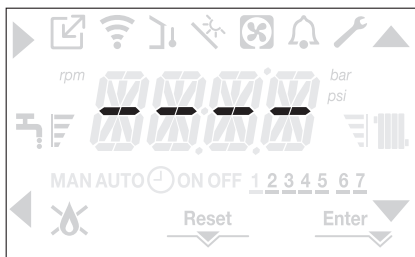 rpm bar
psi
- - - -
MAN AUTO ON OFF 1 2 3 4 5 6 7
Reset Enter